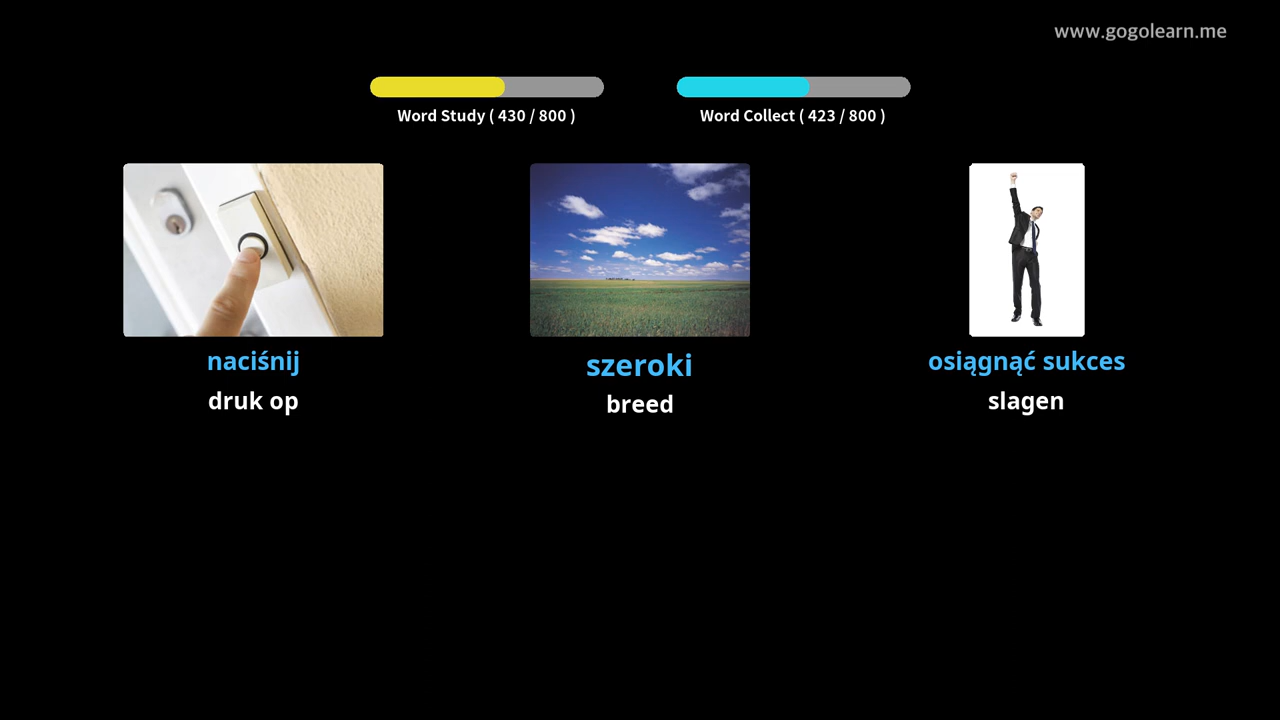 www.gogolearn.me
Word Study ( 430 / 800 )
Word Collect ( 423 / 800 )
naciśnij
druk op
szeroki
breed
osiągnąć sukces
slagen